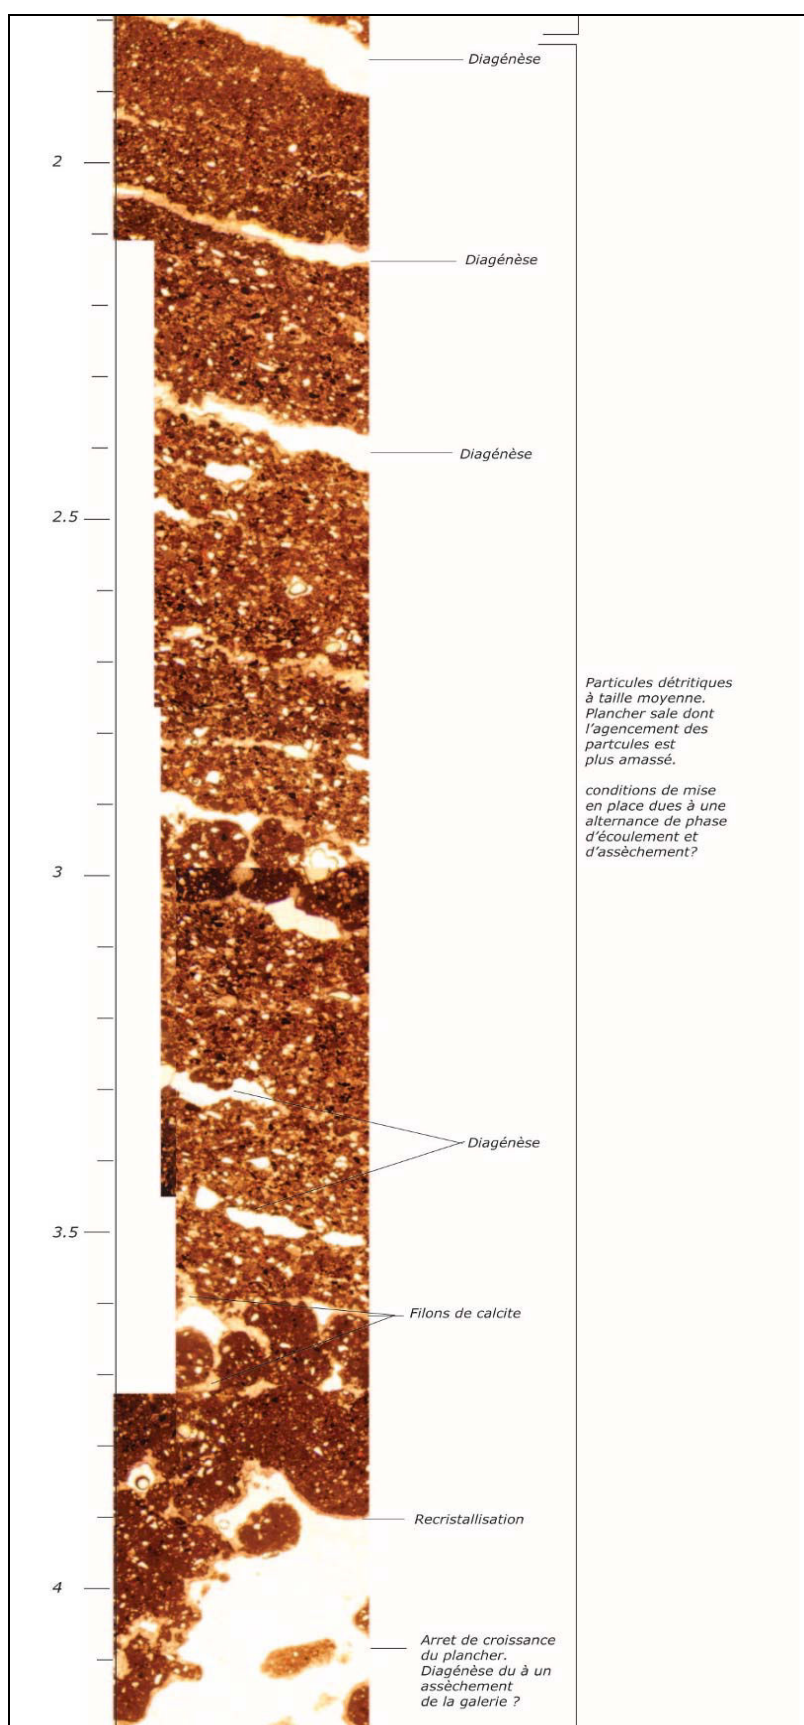 Diagénèse
2
Diagénèse
Diagénèse
2.5
Particules détritiques
à taille moyenne.
Plancher sale dont
l'agencement des
partcules est
plus amassé.
conditions de mise
en place dues à une
alternance de phase
d'écoulement et
d'assèchement?
3
Diagénèse
3.5
Filons de calcite
Recristallisation
4
Arret de croissance
du plancher.
Diagénèse du à un
assèchement
de la galerie ?